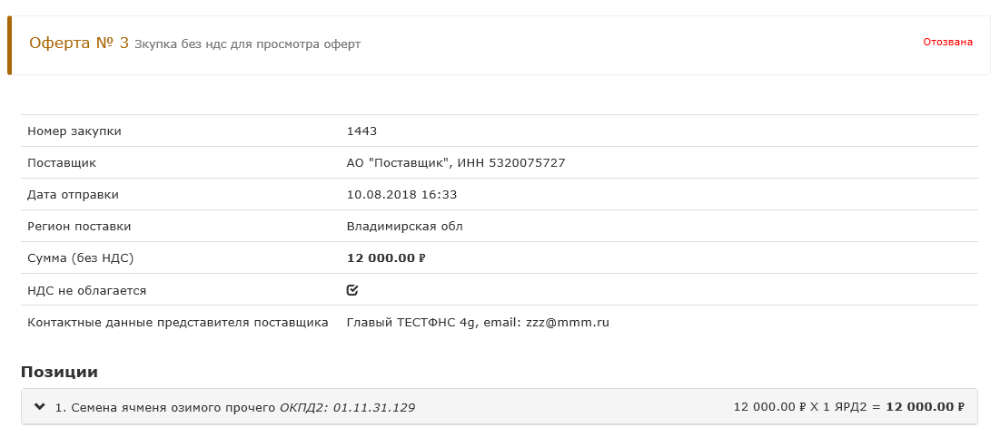 Оферта № 3 Зкупка без ндс для просмотра оферт
Отозвана
Номер закупки 1443
Поставщик АО "Поставщик", ИНН 5320075727
Дата отправки 10.08.2018 16:33
Регион поставки Владимирская обл
Сумма (без НДС) 12 000.00 ₽
НДС не облагается
Контактные данные представителя поставщика Главый ТЕСТФНС 4g, email: zzz@mmm.ru
Позиции
1. Семена ячменя озимого прочего ОКПД2: 01.11.31.129 12 000.00 ₽ X 1 ЯРД2 = 12 000.00 ₽